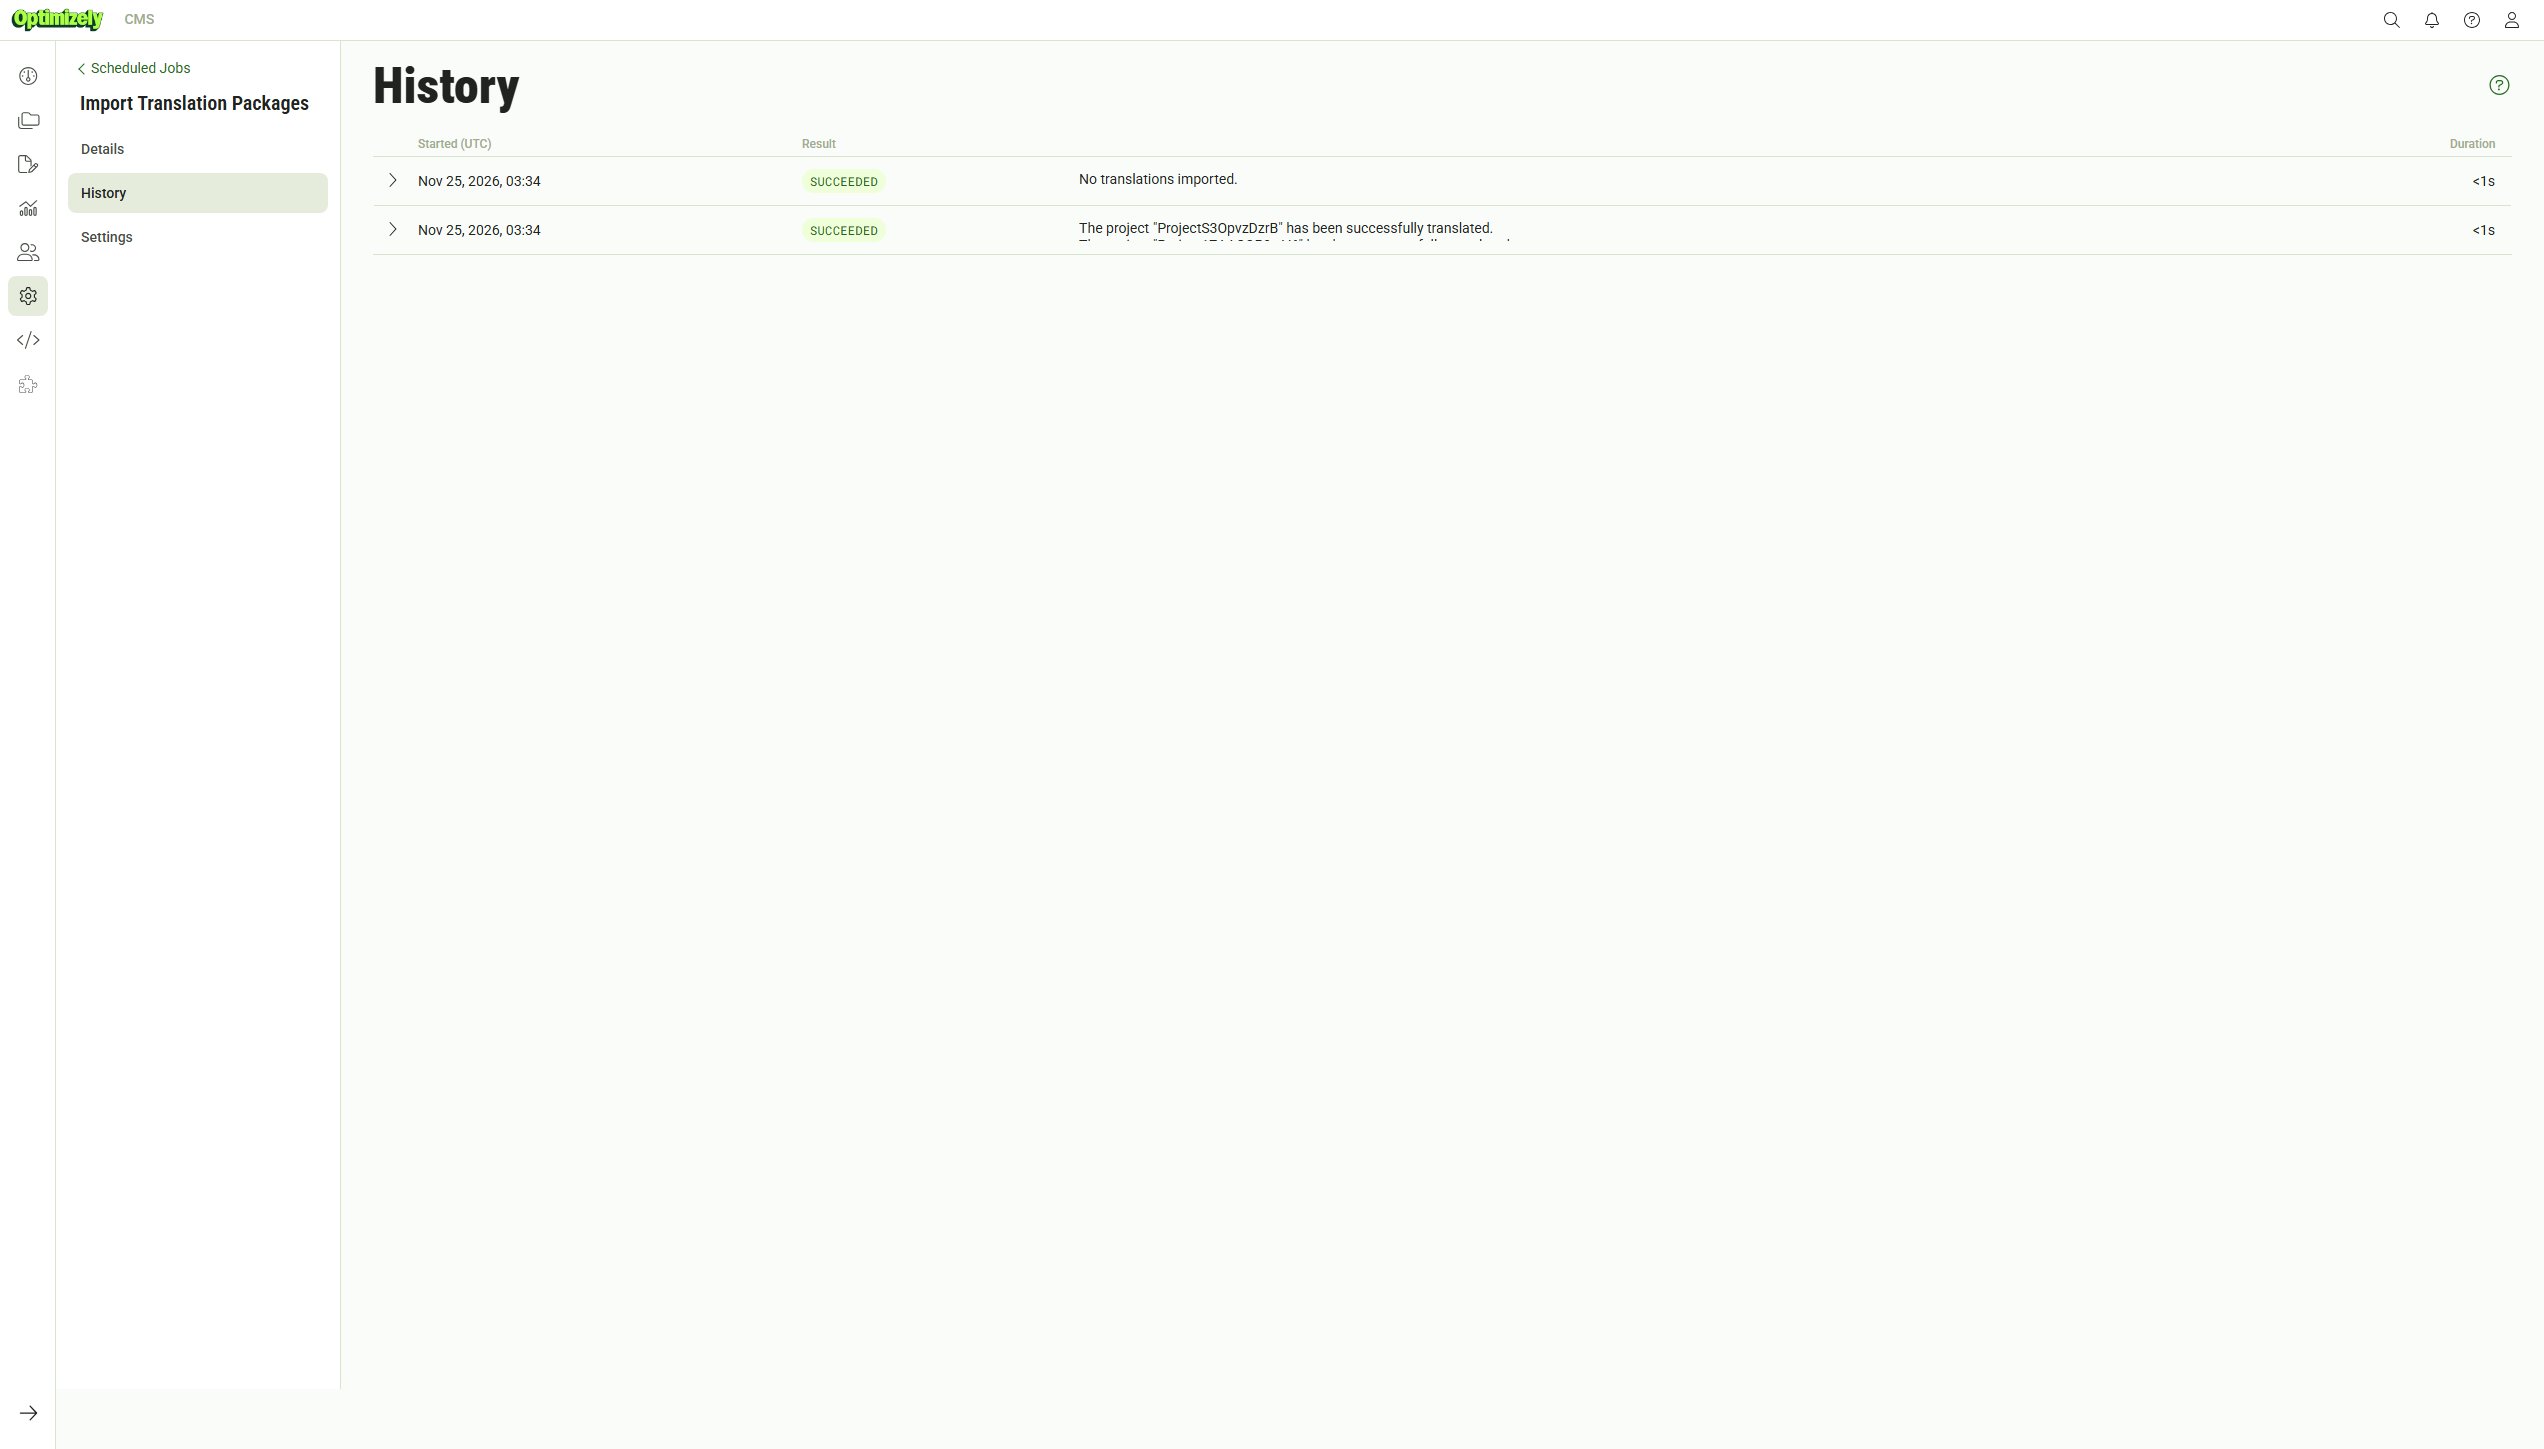 Optimizely CMS
Scheduled Jobs
Import Translation Packages
Details
History
Settings
History
Started (UTC) Result Duration
Nov 25, 2026, 03:34 SUCCEEDED No translations imported. <1s
Nov 25, 2026, 03:34 SUCCEEDED The project "ProjectS3OpvzDzrB" has been successfully translated. <1s